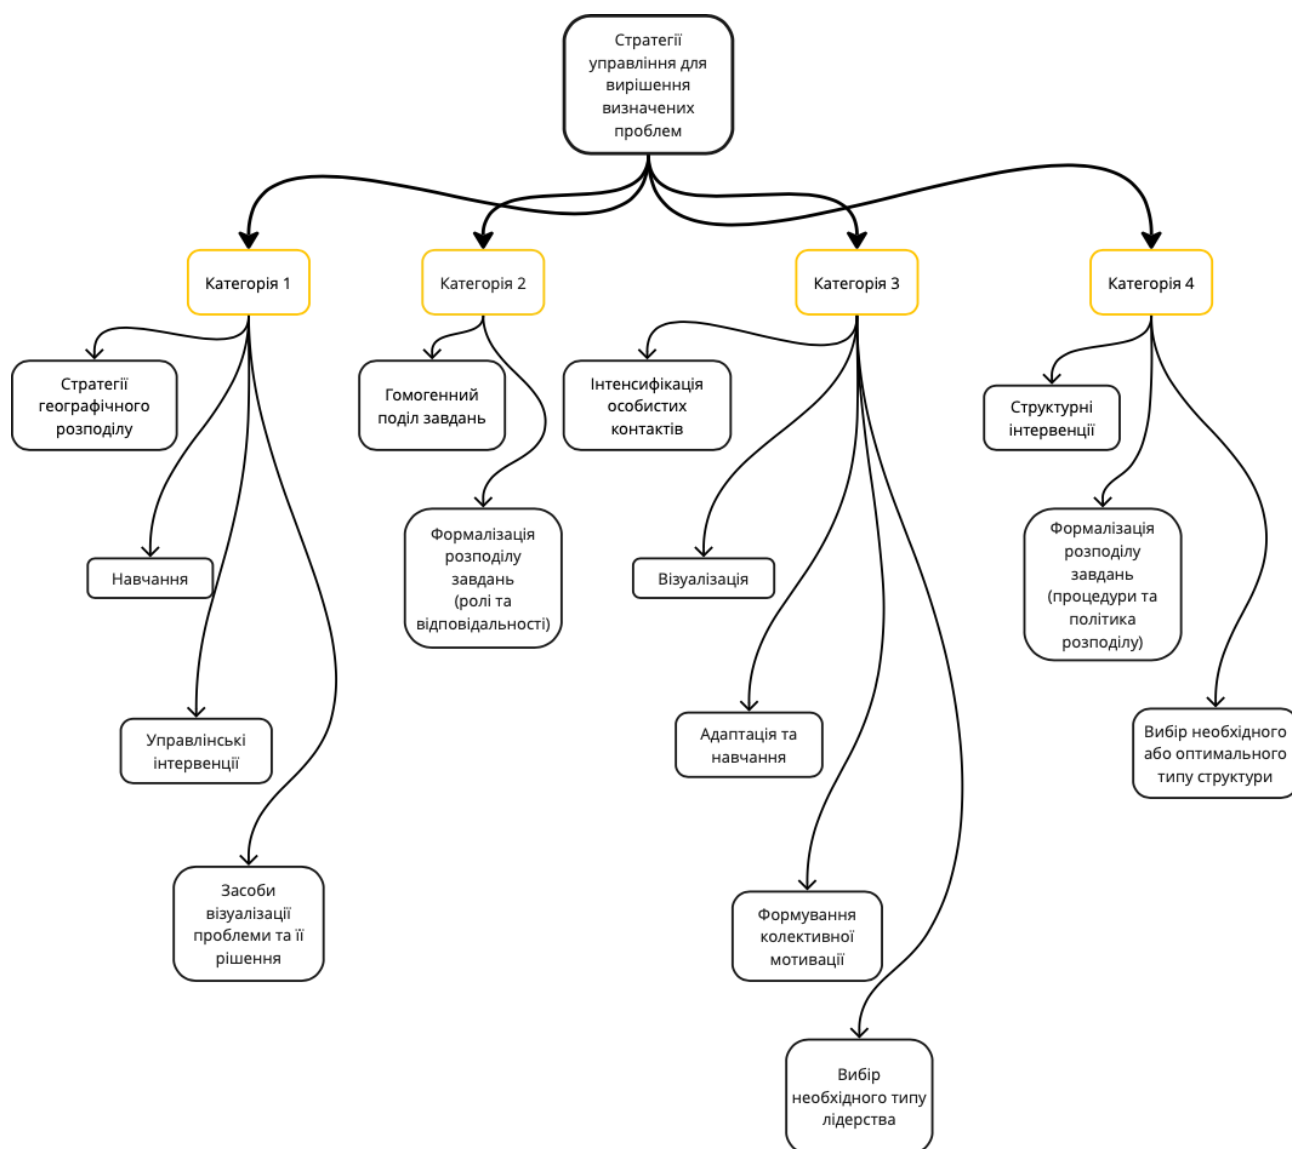 Стратегії
управління для
вирішення
визначених
проблем
Категорія 1
Категорія 2
Категорія 3
Категорія 4
Стратегії
географічного
розподілу
Гомогенний
поділ завдань
Інтенсифікація
особистих
контактів
Структурні
інтервенції
Навчання
Формалізація
розподілу
завдань
(ролі та
відповідальності)
Візуалізація
Формалізація
розподілу
завдань
(процедури та
політика
розподілу)
Управлінські
інтервенції
Адаптація та
навчання
Вибір необхідного
або оптимального
типу структури
Засоби
візуалізації
проблеми та її
рішення
Формування
колективної
мотивації
Вибір
необхідного типу
лідерства